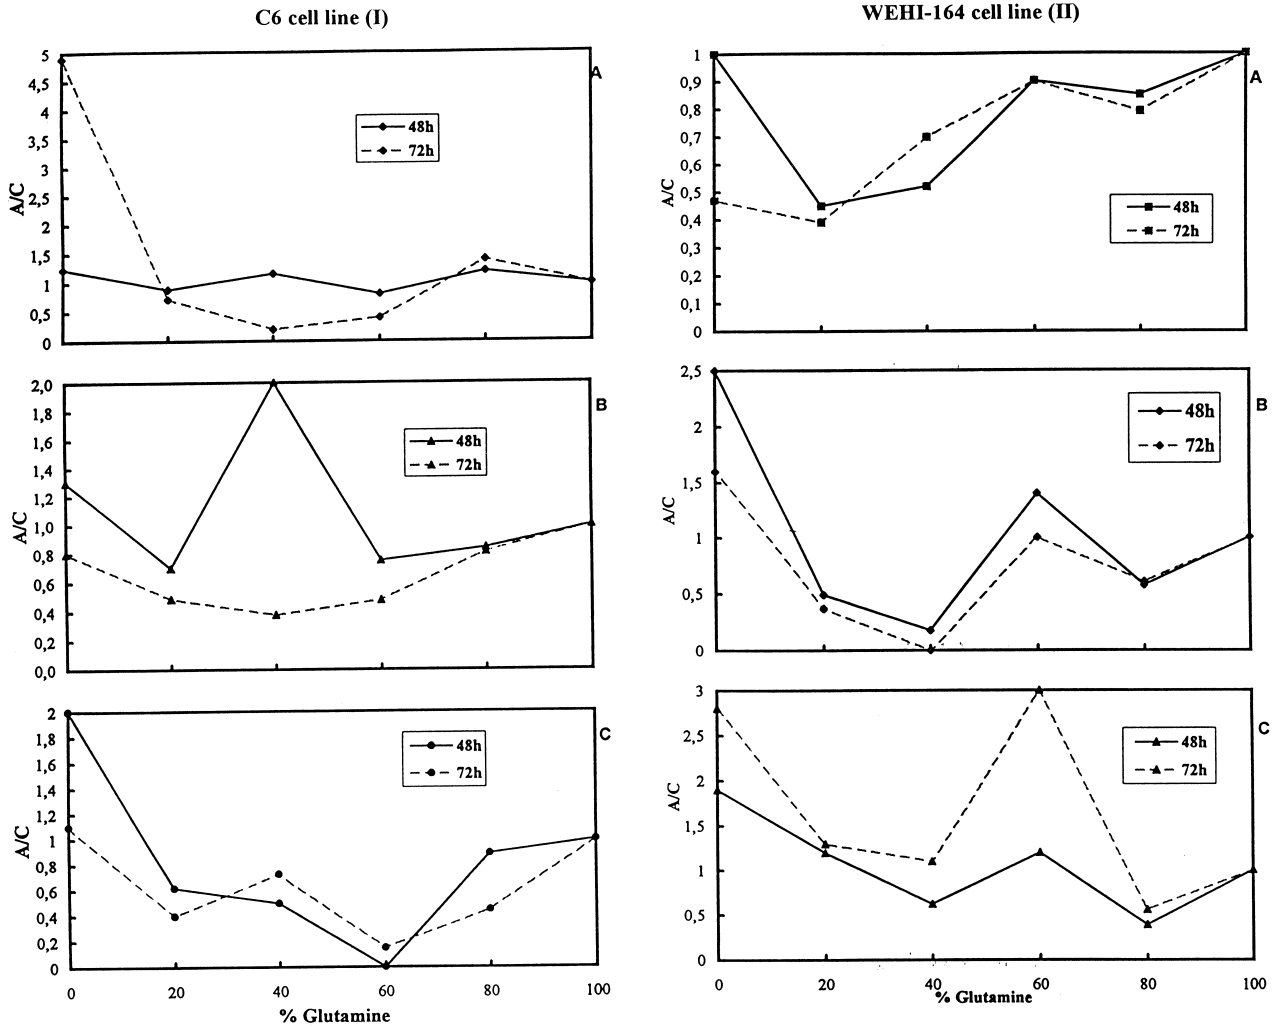 C6 cell line (I)
WEHI-164 cell line (II)
5
4,5
4
3,5
3
2,5
2
1,5
1
0,5
0
A/C
48h
72h
A
1
0,9
0,8
0,7
0,6
0,5
0,4
0,3
0,2
0,1
0
A/C
48h
72h
A
2,0
1,8
1,6
1,4
1,2
1,0
0,8
0,6
0,4
0,2
0,0
A/C
48h
72h
B
2,5
2
1,5
1
0,5
0
A/C
48h
72h
B
2
1,8
1,6
1,4
1,2
1
0,8
0,6
0,4
0,2
0
A/C
48h
72h
C
0 20 40 60 80 100
% Glutamine
3
2,5
2
1,5
1
0,5
0
A/C
48h
72h
C
0 20 40 60 80 100
% Glutamine